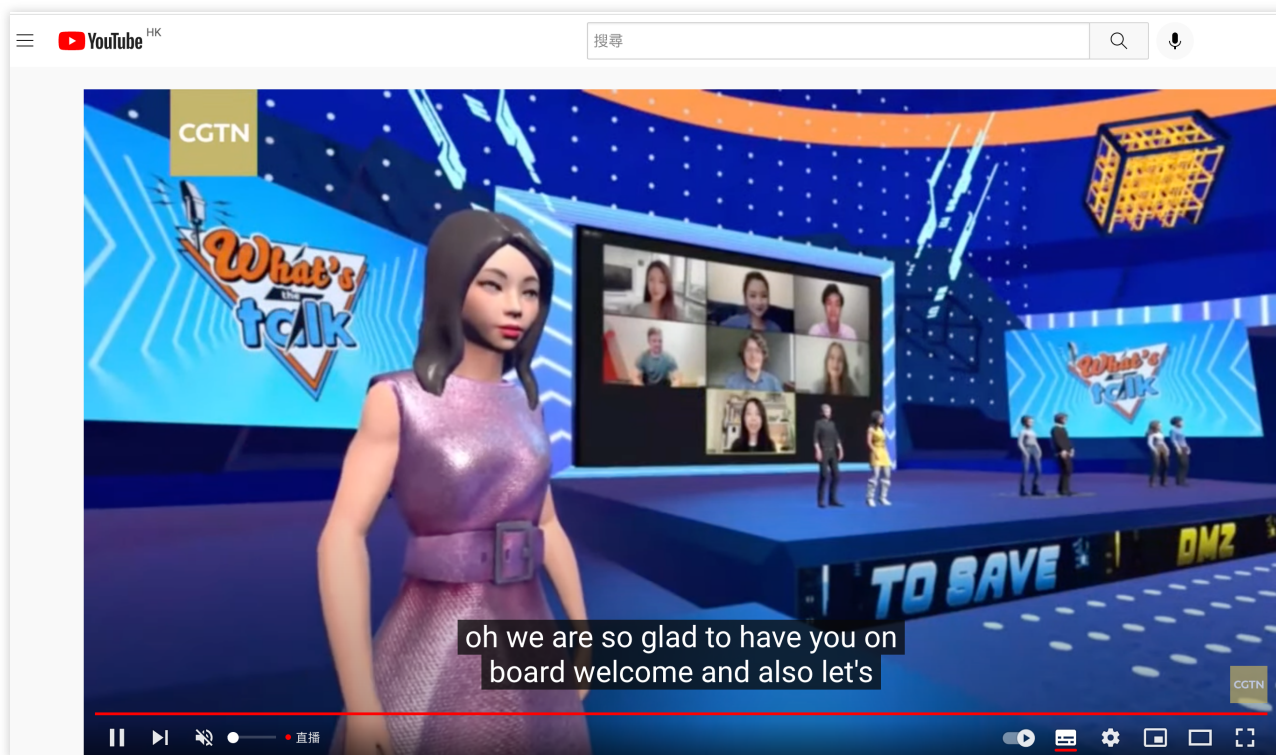 YouTube HK
搜尋
CGTN
What's
the
talk
What's
talk
TO SAVE
DMZ
oh we are so glad to have you on
board welcome and also let's
CGTN
直播